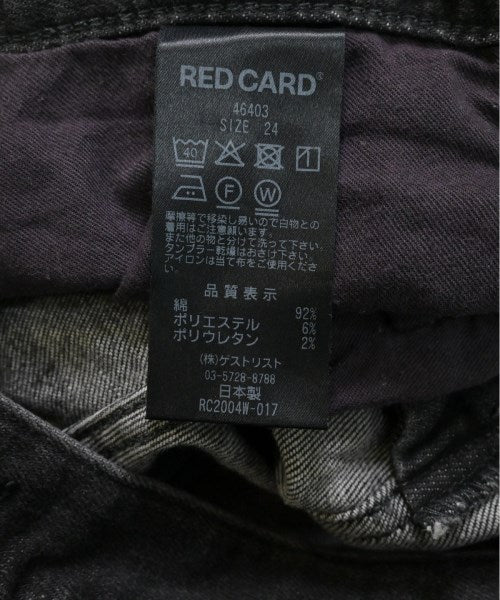 RED CARD®
46403
SIZE 24
40
F W
摩擦等で移染し易いので白物との
着用はご注意願います。
また他の物と分けて洗って下さい。
タンブラー乾燥はおさけ下さい。
アイロンは当て布をご使用くだ
さい。
品質表示
綿 92%
ポリエステル 6%
ポリウレタン 2%
(株)ゲストリスト
03-5728-8788
日本製
RC2004W-017